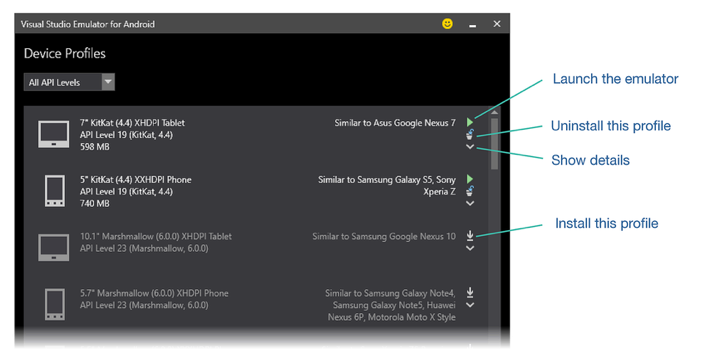 Visual Studio Emulator for Android
Device Profiles
All API Levels
7" KitKat (4.4) XHDPI Tablet
API Level 19 (KitKat, 4.4)
598 MB
Similar to Asus Google Nexus 7
5" KitKat (4.4) XXHDPI Phone
API Level 19 (KitKat, 4.4)
740 MB
Similar to Samsung Galaxy S5, Sony
Xperia Z
10.1" Marshmallow (6.0.0) XHDPI Tablet
API Level 23 (Marshmallow, 6.0.0)
Similar to Samsung Google Nexus 10
5.7" Marshmallow (6.0.0) XHDPI Phone
API Level 23 (Marshmallow, 6.0.0)
Similar to Samsung Galaxy Note4,
Samsung Galaxy Note5, Huawei
Nexus 6P, Motorola Moto X Style
Launch the emulator
Uninstall this profile
Show details
Install this profile